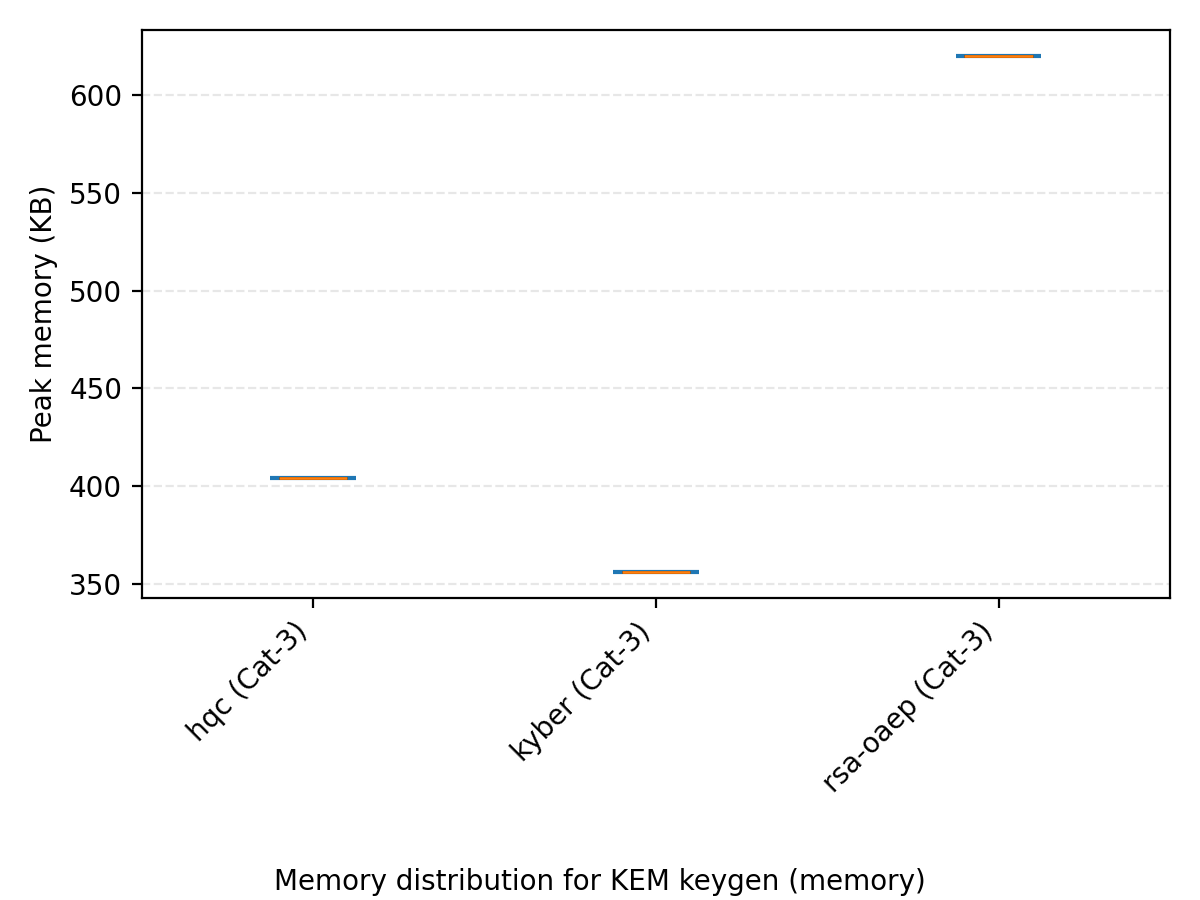 Peak memory (KB)
600
550
500
450
400
350
hqc (Cat-3)
kyber (Cat-3)
rsa-oaep (Cat-3)
Memory distribution for KEM keygen (memory)